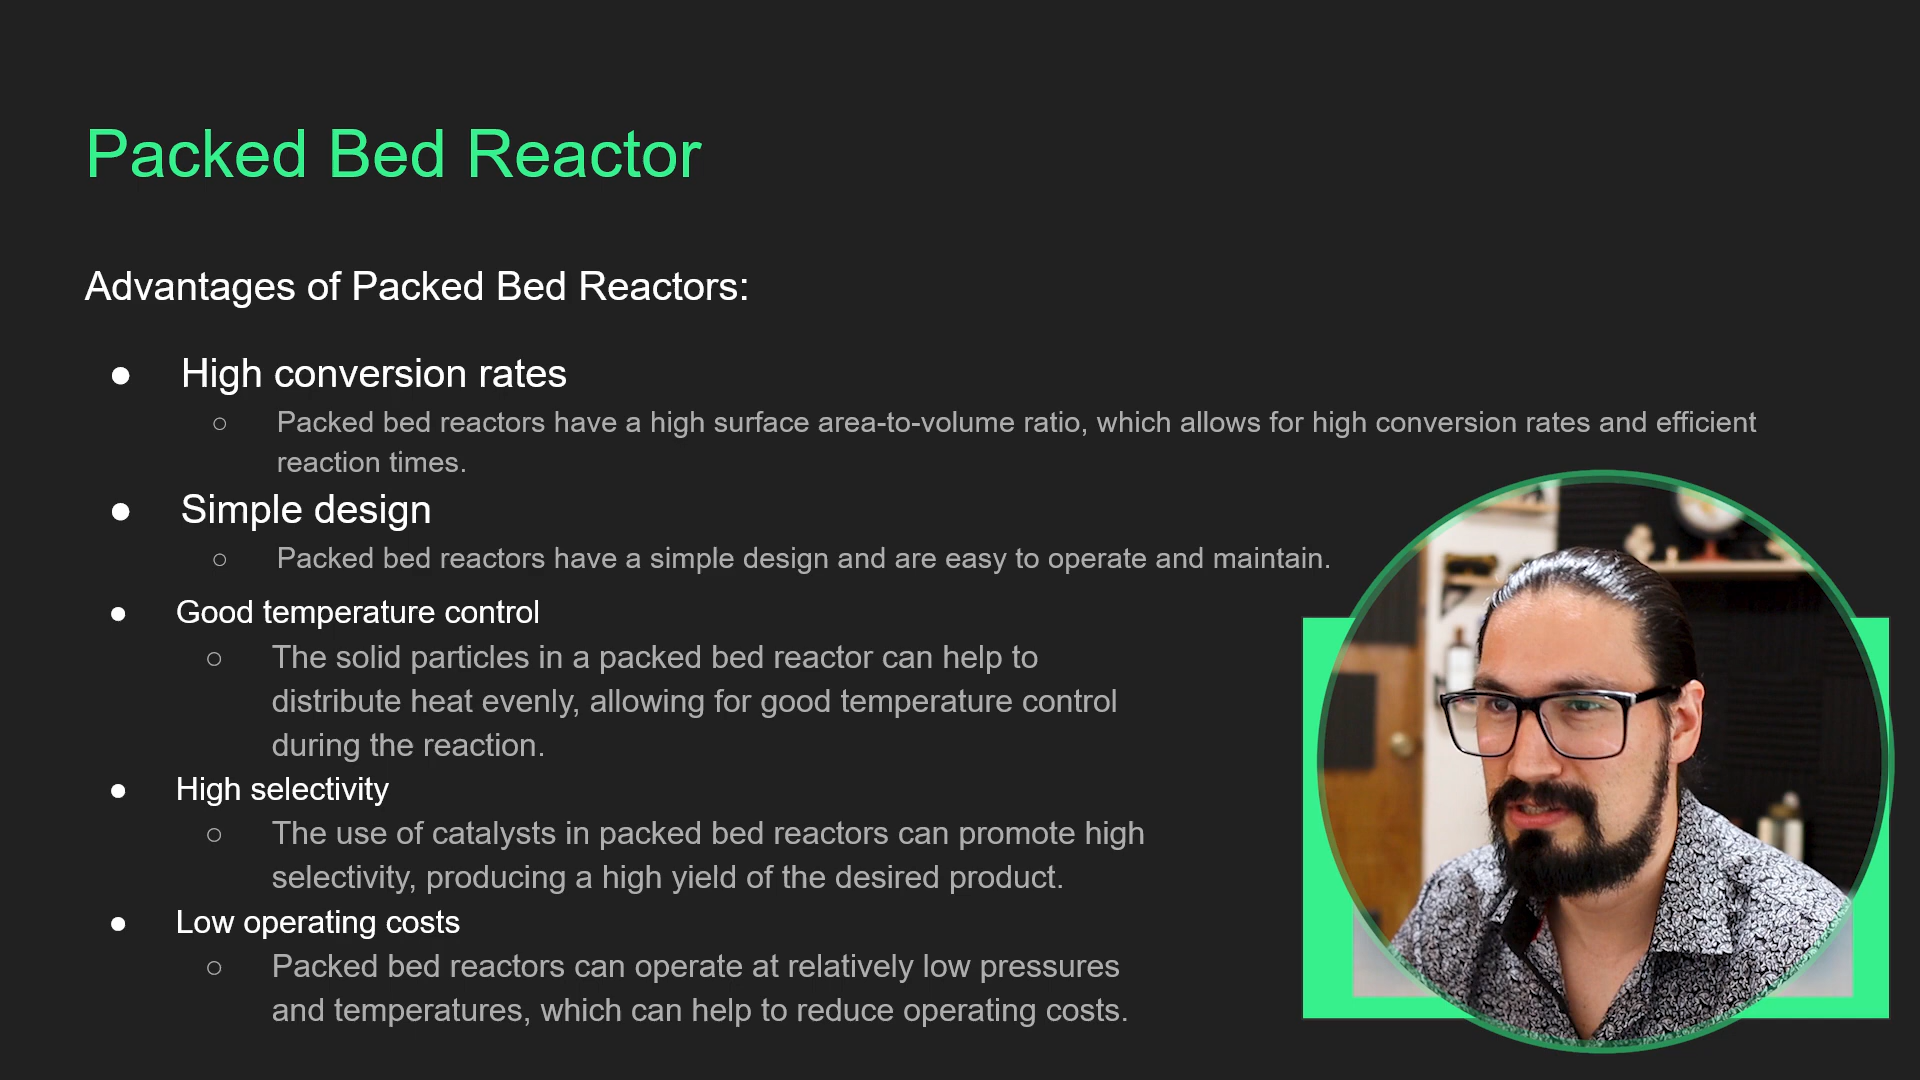 Packed Bed Reactor
Advantages of Packed Bed Reactors:
● High conversion rates
○ Packed bed reactors have a high surface area-to-volume ratio, which allows for high conversion rates and efficient
reaction times.
● Simple design
○ Packed bed reactors have a simple design and are easy to operate and maintain.
● Good temperature control
○ The solid particles in a packed bed reactor can help to
distribute heat evenly, allowing for good temperature control
during the reaction.
● High selectivity
○ The use of catalysts in packed bed reactors can promote high
selectivity, producing a high yield of the desired product.
● Low operating costs
○ Packed bed reactors can operate at relatively low pressures
and temperatures, which can help to reduce operating costs.